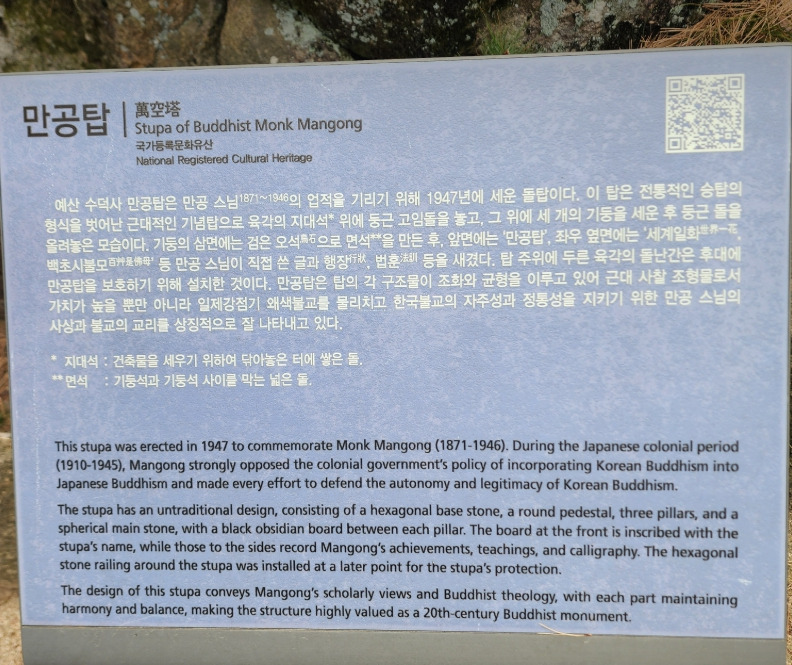 만공탑
萬空塔
Stupa of Buddhist Monk Mangong
국가등록문화유산
National Registered Cultural Heritage
예산 수덕사 만공탑은 만공 스님1871~1946의 업적을 기리기 위해 1947년에 세운 돌탑이다. 이 탑은 전통적인 승탑의
형식을 벗어난 근대적인 기념탑으로 육각의 지대석* 위에 둥근 고임돌을 놓고, 그 위에 세 개의 기둥을 세운 후 둥근 돌을
올려놓은 모습이다. 기둥의 삼면에는 검은 오석烏石으로 면석**을 만든 후, 앞면에는 '만공탑', 좌우 옆면에는 '세계일화世界一花,
백초시불모百艸是佛母' 등 만공 스님이 직접 쓴 글과 행장行狀, 법훈法訓 등을 새겼다. 탑 주위에 두른 육각의 돌난간은 후대에
만공탑을 보호하기 위해 설치한 것이다. 만공탑은 탑의 각 구조물이 조화와 균형을 이루고 있어 근대 사찰 조형물로서
가치가 높을 뿐만 아니라 일제강점기 왜색불교를 물리치고 한국불교의 자주성과 정통성을 지키기 위한 만공 스님의
사상과 불교의 교리를 상징적으로 잘 나타내고 있다.
* 지대석 : 건축물을 세우기 위하여 닦아놓은 터에 쌓은 돌.
** 면석 : 기둥석과 기둥석 사이를 막는 넓은 돌.
This stupa was erected in 1947 to commemorate Monk Mangong (1871-1946). During the Japanese colonial period
(1910-1945), Mangong strongly opposed the colonial government's policy of incorporating Korean Buddhism into
Japanese Buddhism and made every effort to defend the autonomy and legitimacy of Korean Buddhism.
The stupa has an untraditional design, consisting of a hexagonal base stone, a round pedestal, three pillars, and a
spherical main stone, with a black obsidian board between each pillar. The board at the front is inscribed with the
stupa's name, while those to the sides record Mangong's achievements, teachings, and calligraphy. The hexagonal
stone railing around the stupa was installed at a later point for the stupa's protection.
The design of this stupa conveys Mangong's scholarly views and Buddhist theology, with each part maintaining
harmony and balance, making the structure highly valued as a 20th-century Buddhist monument.